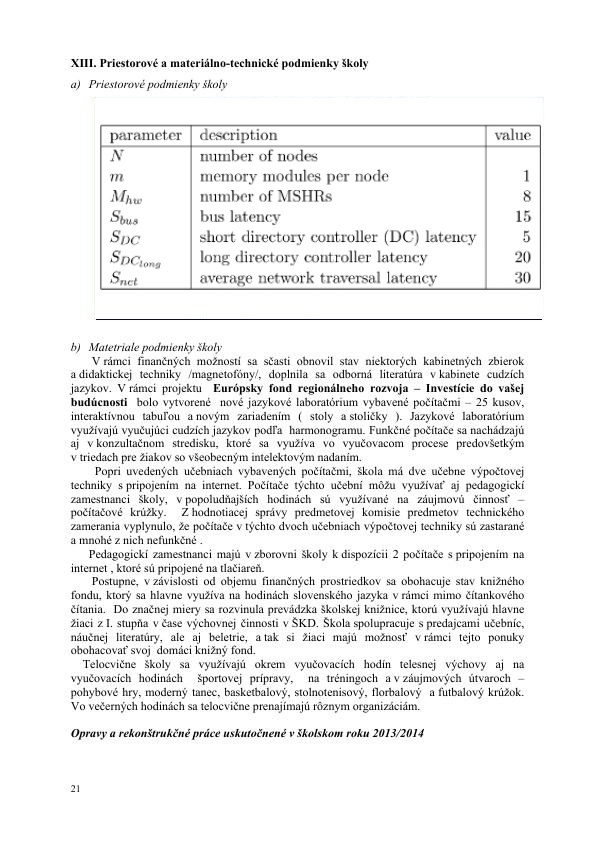 XIII. Priestorové a materiálno-technické podmienky školy
a) Priestorové podmienky školy
parameter description value
N number of nodes
m memory modules per node 1
M_hw number of MSHRs 8
S_bus bus latency 15
S_DC short directory controller (DC) latency 5
S_DC_long long directory controller latency 20
S_net average network traversal latency 30
b) Matetriale podmienky školy
V rámci finančných možností sa sčasti obnovil stav niektorých kabinetných zbierok
a didaktickej techniky /magnetofóny/, doplnila sa odborná literatúra v kabinete cudzích
jazykov. V rámci projektu Európsky fond regionálneho rozvoja – Investície do vašej
budúcnosti bolo vytvorené nové jazykové laboratórium vybavené počítačmi – 25 kusov,
interaktívnou tabuľou a novým zariadením ( stoly a stoličky ). Jazykové laboratórium
využívajú vyučujúci cudzích jazykov podľa harmonogramu. Funkčné počítače sa nachádzajú
aj v konzultačnom stredisku, ktoré sa využíva vo vyučovacom procese predovšetkým
v triedach pre žiakov so všeobecným intelektovým nadaním.
Popri uvedených učebniach vybavených počítačmi, škola má dve učebne výpočtovej
techniky s pripojením na internet. Počítače týchto učební môžu využívať aj pedagogickí
zamestnanci školy, v popoludňajších hodinách sú využívané na záujmovú činnosť –
počítačové krúžky. Z hodnotiacej správy predmetovej komisie predmetov technického
zamerania vyplynulo, že počítače v týchto dvoch učebniach výpočtovej techniky sú zastarané
a mnohé z nich nefunkčné .
Pedagogickí zamestnanci majú v zborovni školy k dispozícii 2 počítače s pripojením na
internet , ktoré sú pripojené na tlačiareň.
Postupne, v závislosti od objemu finančných prostriedkov sa obohacuje stav knižného
fondu, ktorý sa hlavne využíva na hodinách slovenského jazyka v rámci mimo čítankového
čítania. Do značnej miery sa rozvinula prevádzka školskej knižnice, ktorú využívajú hlavne
žiaci z I. stupňa v čase výchovnej činnosti v ŠKD. Škola spolupracuje s predajcami učebníc,
náučnej literatúry, ale aj beletrie, a tak si žiaci majú možnosť v rámci tejto ponuky
obohacovať svoj domáci knižný fond.
Telocvične školy sa využívajú okrem vyučovacích hodín telesnej výchovy aj na
vyučovacích hodinách športovej prípravy, na tréningoch a v záujmových útvaroch –
pohybové hry, moderný tanec, basketbalový, stolnotenisový, florbalový a futbalový krúžok.
Vo večerných hodinách sa telocvične prenajímajú rôznym organizáciám.
Opravy a rekonštrukčné práce uskutočnené v školskom roku 2013/2014
21